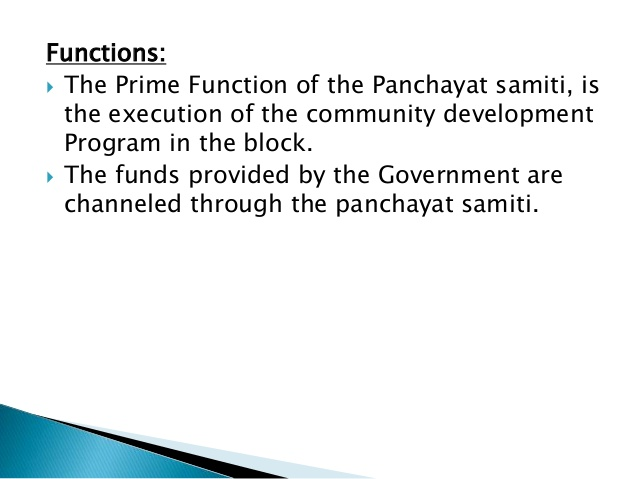 Functions:
The Prime Function of the Panchayat samiti, is
the execution of the community development
Program in the block.
The funds provided by the Government are
channeled through the panchayat samiti.